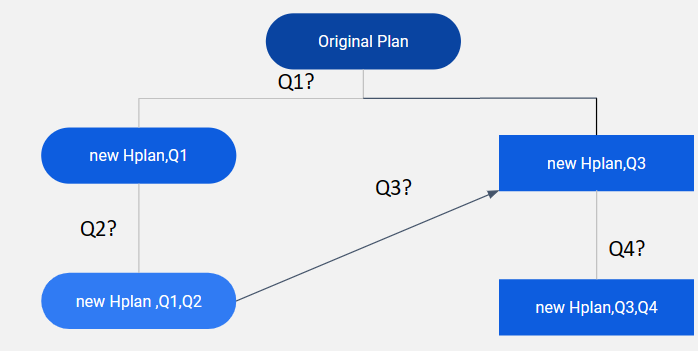 Original Plan
Q1?
new Hplan,Q1
new Hplan,Q3
Q3?
Q2?
Q4?
new Hplan ,Q1,Q2
new Hplan,Q3,Q4